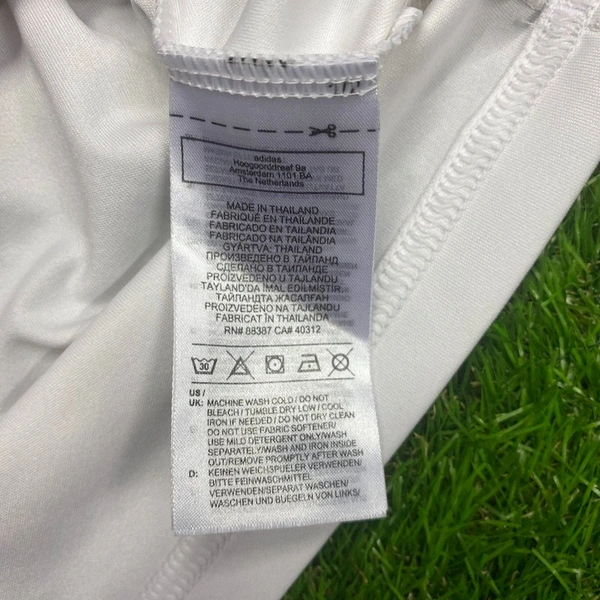 adidas
Hoogoorddreef 9a
Amsterdam 1101 BA
The Netherlands
MADE IN THAILAND
FABRIQUÉ EN THAÏLANDE
FABRICADO EN TAILANDIA
FABRICADO NA TAILÂNDIA
GYÁRTVA: THAILAND
ПРОИЗВЕДЕНО В ТАЙЛАНД
СДЕЛАНО В ТАИЛАНДЕ
PROIZVEDENO U TAJLANDU
TAYLAND'DA İMAL EDİLMİŞTİR.
ТАЙЛАНДТА ЖАСАЛҒАН
PROIZVEDENO NA TAJLANDU
FABRICAT ÎN THAILANDA
RN# 88387 CA# 40312
30
US /
UK: MACHINE WASH COLD / DO NOT
BLEACH / TUMBLE DRY LOW / COOL
IRON IF NEEDED / DO NOT DRY CLEAN
DO NOT USE FABRIC SOFTENER/
USE MILD DETERGENT ONLY/WASH
SEPARATELY/WASH AND IRON INSIDE
OUT/REMOVE PROMPTLY AFTER WASH
D: KEINEN WEICHSPUELER VERWENDEN/
BITTE FEINWASCHMITTEL
VERWENDEN/SEPARAT WASCHEN/
WASCHEN UND BUEGELN VON LINKS/